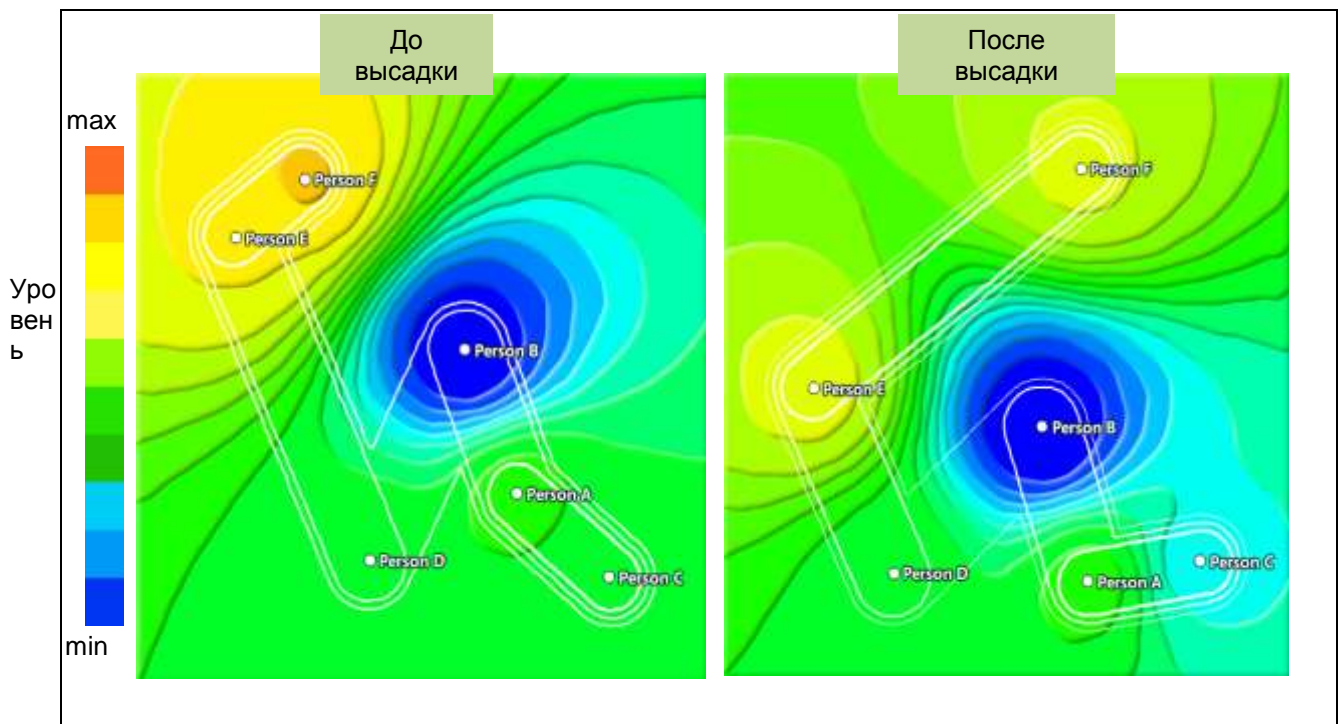 До
высадки
После
высадки
max
Уро
вен
ь
min
Person F
Person E
Person B
Person A
Person D
Person C
Person F
Person E
Person B
Person D
Person A
Person C